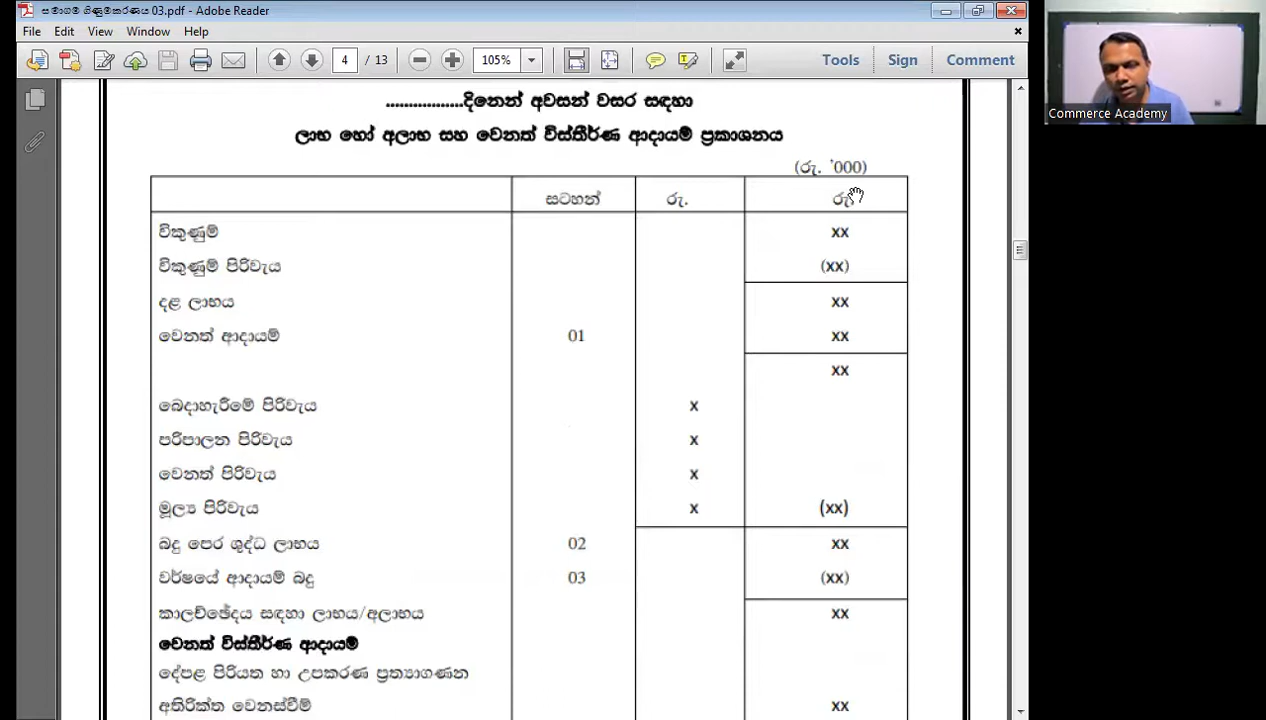 සමාගම් ගිණුම්කරණය 03.pdf - Adobe Reader
File Edit View Window Help
4 / 13 105% Tools Sign Comment
Commerce Academy
..................දිනෙන් අවසන් වසර සඳහා
ලාභ හෝ අලාභ සහ වෙනත් විස්තීර්ණ ආදායම් ප්‍රකාශනය
(රු. '000)
සටහන් රු. රු
විකුණුම් xx
විකුණුම් පිරිවැය (xx)
දළ ලාභය xx
වෙනත් ආදායම් 01 xx
xx
බෙදාහැරීමේ පිරිවැය x
පරිපාලන පිරිවැය x
වෙනත් පිරිවැය x
මූල්‍ය පිරිවැය x (xx)
බදු පෙර ශුද්ධ ලාභය 02 xx
වර්ෂයේ ආදායම් බදු 03 (xx)
කාලච්ඡේදය සඳහා ලාභය/අලාභය xx
වෙනත් විස්තීර්ණ ආදායම්
දේපළ පිරියත හා උපකරණ ප්‍රත්‍යාගණන
අතිරික්ත වෙනස්වීම් xx